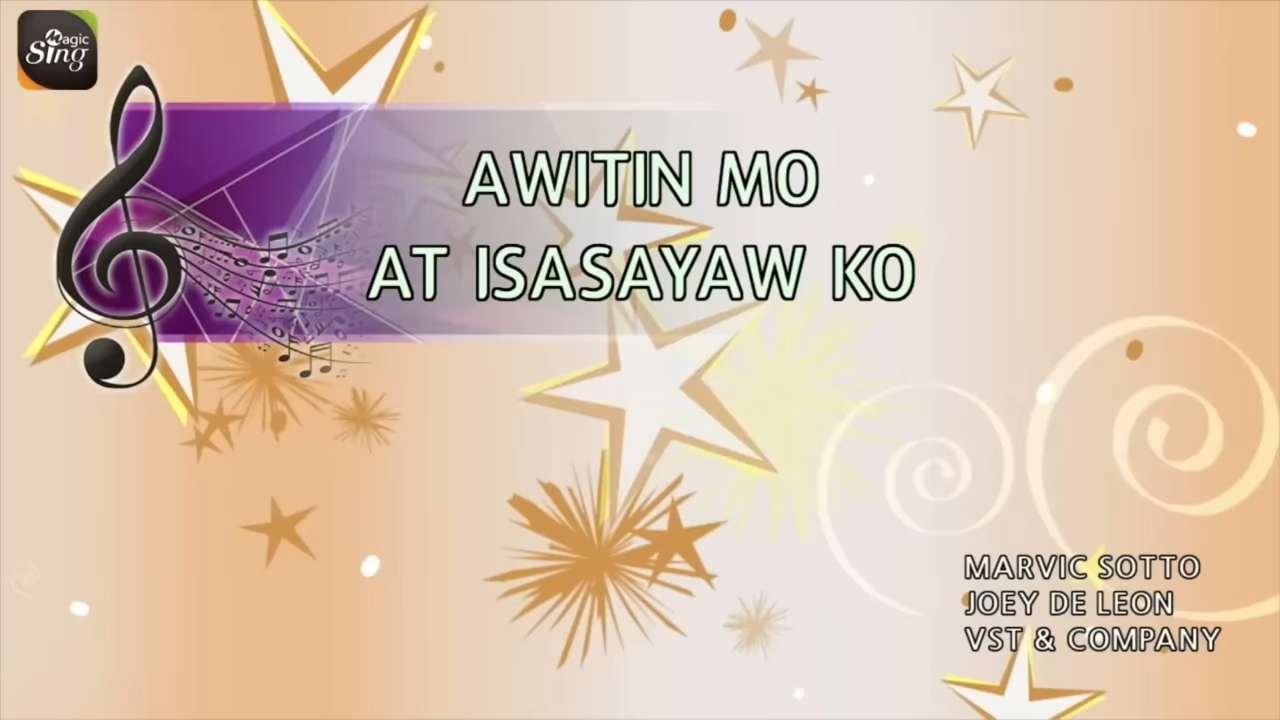 Magic
Sing
AWITIN MO
AT ISASAYAW KO
MARVIC SOTTO
JOEY DE LEON
VST & COMPANY